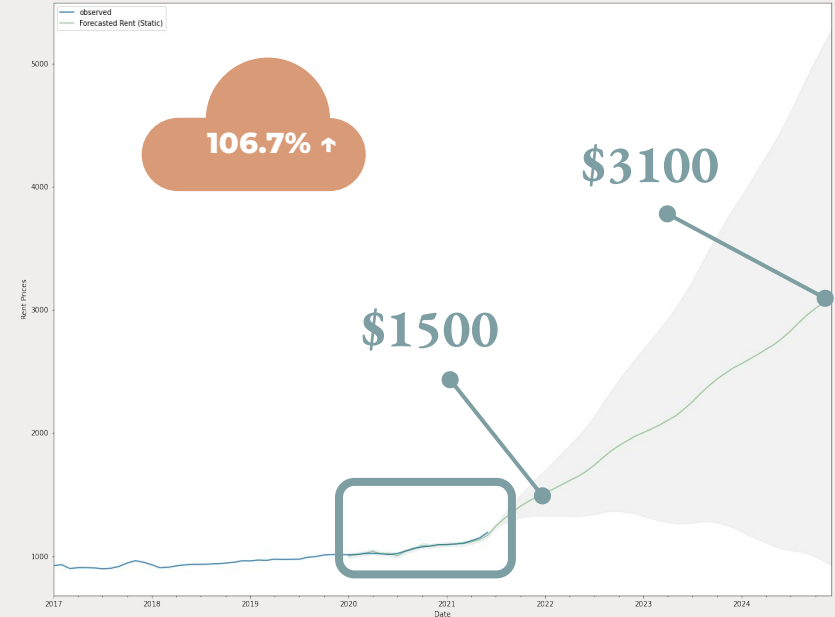 observed
Forecasted Rent (Static)
5000
4000
3000
2000
1000
Rent Prices
106.7% ↑
$3100
$1500
2017 2018 2019 2020 2021 2022 2023 2024
Date